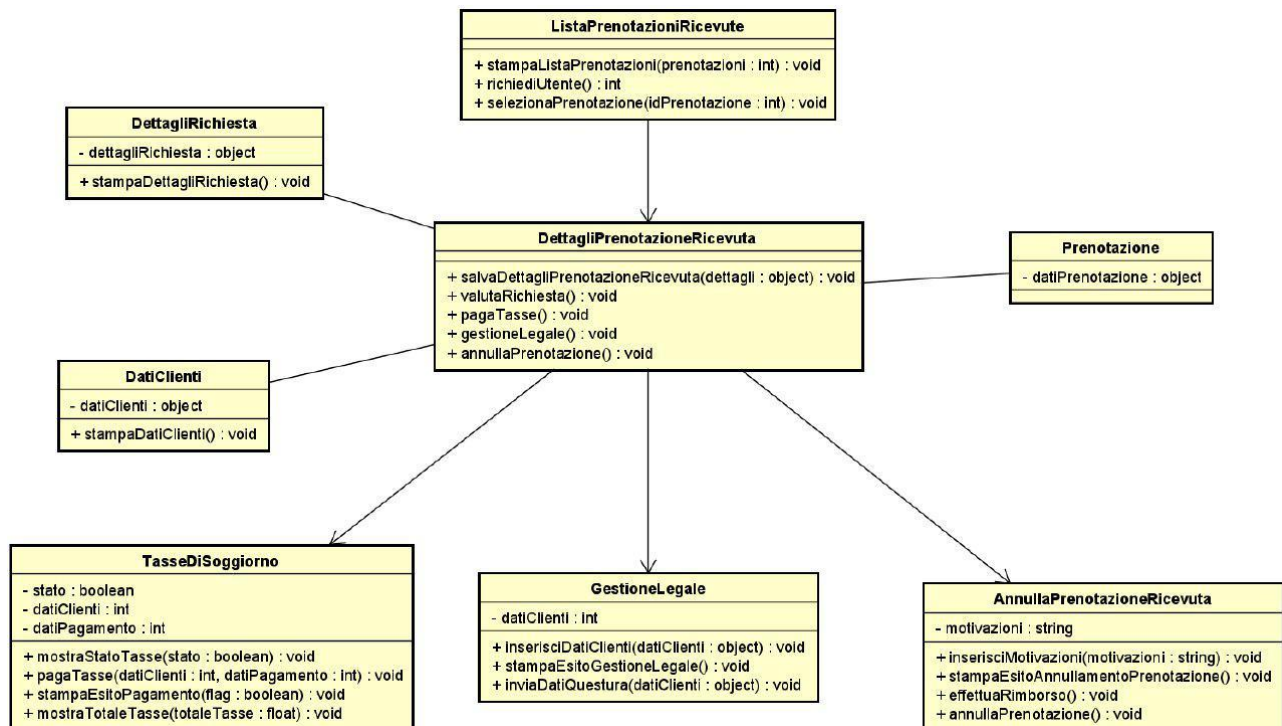 ListaPrenotazioniRicevute
+ stampaListaPrenotazioni(prenotazioni : int) : void
+ richiediUtente() : int
+ selezionaPrenotazione(idPrenotazione : int) : void
DettagliRichiesta
- dettagliRichiesta : object
+ stampaDettagliRichiesta() : void
DettagliPrenotazioneRicevuta
+ salvaDettagliPrenotazioneRicevuta(dettagli : object) : void
+ valutaRichiesta() : void
+ pagaTasse() : void
+ gestioneLegale() : void
+ annullaPrenotazione() : void
Prenotazione
- datiPrenotazione : object
DatiClienti
- datiClienti : object
+ stampaDatiClienti() : void
TasseDiSoggiorno
- stato : boolean
- datiClienti : int
- datiPagamento : int
+ mostraStatoTasse(stato : boolean) : void
+ pagaTasse(datiClienti : int, datiPagamento : int) : void
+ stampaEsitoPagamento(flag : boolean) : void
+ mostraTotaleTasse(totaleTasse : float) : void
GestioneLegale
- datiClienti : int
+ inserisciDatiClienti(datiClienti : object) : void
+ stampaEsitoGestioneLegale() : void
+ inviaDatiQuestura(datiClienti : object) : void
AnnullaPrenotazioneRicevuta
- motivazioni : string
+ inserisciMotivazioni(motivazioni : string) : void
+ stampaEsitoAnnullamentoPrenotazione() : void
+ effettuaRimborso() : void
+ annullaPrenotazione() : void